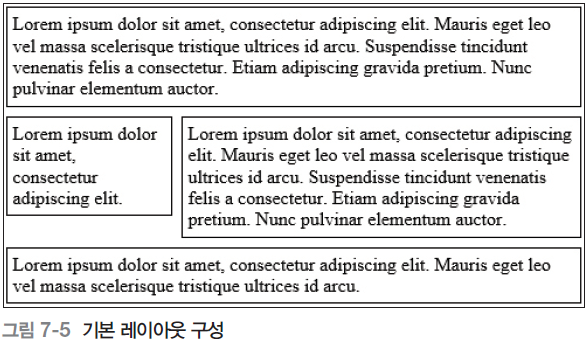 Lorem ipsum dolor sit amet, consectetur adipiscing elit. Mauris eget leo
vel massa scelerisque tristique ultrices id arcu. Suspendisse tincidunt
venenatis felis a consectetur. Etiam adipiscing gravida pretium. Nunc
pulvinar elementum auctor.
Lorem ipsum dolor
sit amet,
consectetur
adipiscing elit.
Lorem ipsum dolor sit amet, consectetur adipiscing
elit. Mauris eget leo vel massa scelerisque tristique
ultrices id arcu. Suspendisse tincidunt venenatis
felis a consectetur. Etiam adipiscing gravida
pretium. Nunc pulvinar elementum auctor.
Lorem ipsum dolor sit amet, consectetur adipiscing elit. Mauris eget leo
vel massa scelerisque tristique ultrices id arcu.
그림 7-5 기본 레이아웃 구성